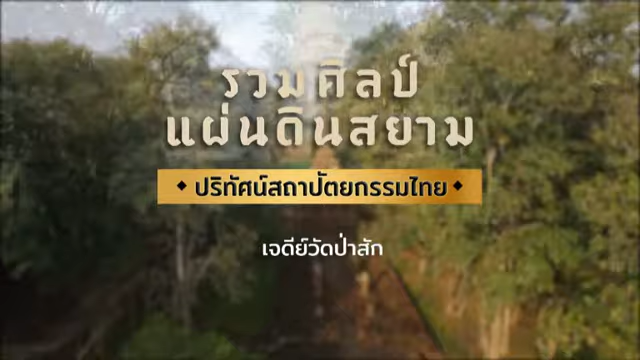 รวมศิลป์
แผ่นดินสยาม
ปริทัศน์สถาปัตยกรรมไทย
เจดีย์วัดป่าสัก